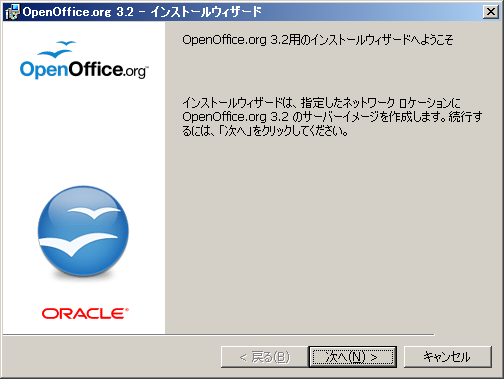 OpenOffice.org 3.2 - インストールウィザード
OpenOffice.org
OpenOffice.org 3.2用のインストールウィザードへようこそ
インストールウィザードは、指定したネットワーク ロケーションに
OpenOffice.org 3.2 のサーバーイメージを作成します。続行す
るには、「次へ」をクリックしてください。
ORACLE
< 戻る(B)
次へ(N) >
キャンセル